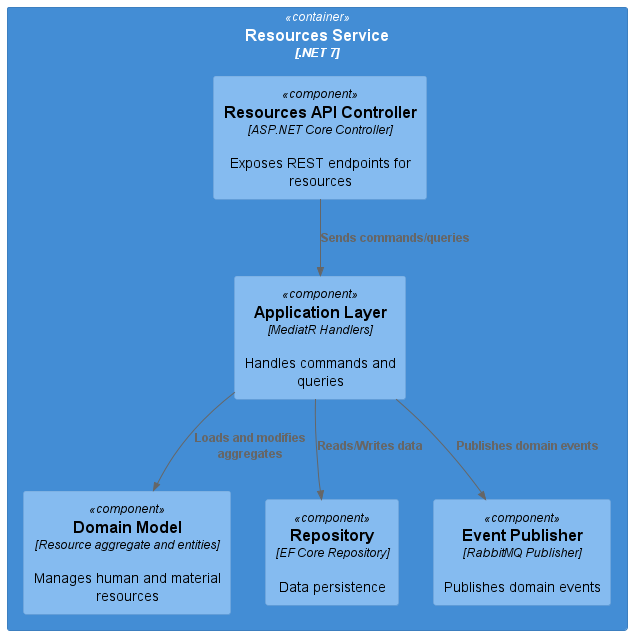 «container»
Resources Service
[.NET 7]
«component»
Resources API Controller
[ASP.NET Core Controller]
Exposes REST endpoints for
resources
Sends commands/queries
«component»
Application Layer
[MediatR Handlers]
Handles commands and
queries
Loads and modifies
aggregates
Reads/Writes data
Publishes domain events
«component»
Domain Model
[Resource aggregate and entities]
Manages human and material
resources
«component»
Repository
[EF Core Repository]
Data persistence
«component»
Event Publisher
[RabbitMQ Publisher]
Publishes domain events